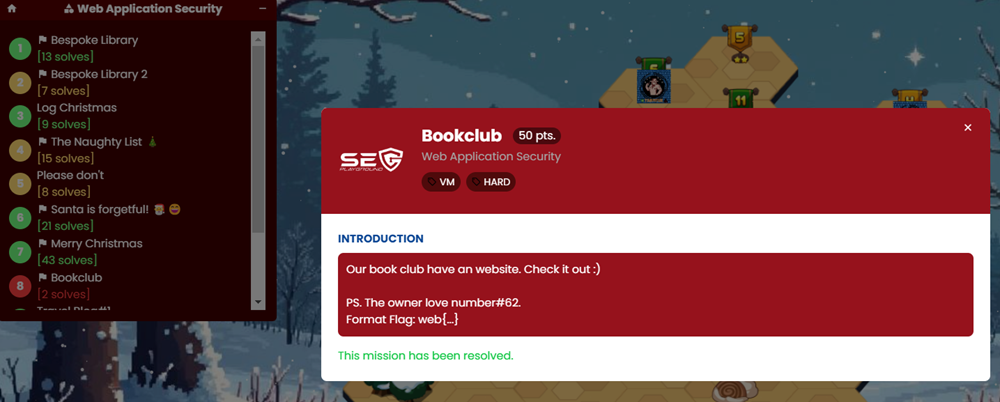 Web Application Security
1
Bespoke Library
[13 solves]
2
Bespoke Library 2
[7 solves]
3
Log Christmas
[9 solves]
4
The Naughty List 🎄
[15 solves]
5
Please don't
[8 solves]
6
Santa is forgetful! 🎅 😄
[21 solves]
7
Merry Christmas
[43 solves]
8
Bookclub
[2 solves]
5
6
11
Bookclub
50 pts.
Web Application Security
SEC
PLAYGROUND
VM
HARD
INTRODUCTION
Our book club have an website. Check it out :)
PS. The owner love number#62.
Format Flag: web{...}
This mission has been resolved.